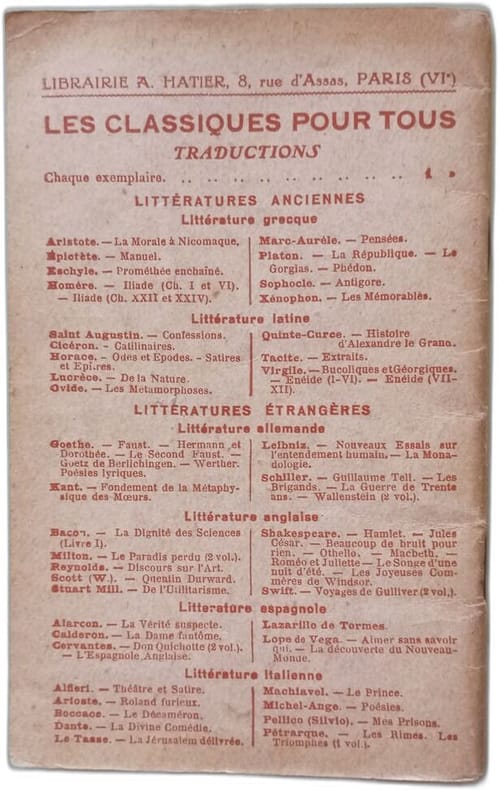 LIBRAIRIE A. HATIER, 8, rue d'Assas, PARIS (VIe)
LES CLASSIQUES POUR TOUS
TRADUCTIONS
Chaque exemplaire. .. .. .. .. .. .. .. .. .. 1 »
LITTÉRATURES ANCIENNES
Littérature grecque
Aristote. — La Morale à Nicomaque.
Épictète. — Manuel.
Eschyle. — Prométhée enchaîné.
Homère. — Iliade (Ch. I et VI).
— Iliade (Ch. XXII et XXIV).
Marc-Aurèle. — Pensées.
Platon. — La République. — Le
Gorgias. — Phédon.
Sophocle. — Antigore.
Xénophon. — Les Mémorables.
Littérature latine
Saint Augustin. — Confessions.
Cicéron. - Catilinaires.
Horace. - Odes et Epodes. - Satires
et Epîtres.
Lucrèce. — De la Nature.
Ovide. — Les Métamorphoses.
Quinte-Curce. — Histoire
d'Alexandre le Grand.
Tacite. — Extraits.
Virgile. — Bucoliques et Géorgiques.
— Enéide (I-VI). — Enéide (VII-
XII).
LITTÉRATURES ÉTRANGÈRES
Littérature allemande
Goethe. — Faust. — Hermann et
Dorothée. — Le Second Faust. —
Goetz de Berlichingen. — Werther.
Poésies lyriques.
Kant. — Fondement de la Métaphy-
sique des Mœurs.
Leibniz. — Nouveaux Essais sur
l'entendement humain. — La Mona-
dologie.
Schiller. — Guillaume Tell. — Les
Brigands. — La Guerre de Trente
ans. — Wallenstein (2 vol.).
Littérature anglaise
Bacon. — La Dignité des Sciences
(Livre I).
Milton. — Le Paradis perdu (2 vol.).
Reynolds. — Discours sur l'Art.
Scott (W.). — Quentin Durward.
Stuart Mill. — De l'Utilitarisme.
Shakespeare. — Hamlet. — Jules
César. — Beaucoup de bruit pour
rien. — Othello. — Macbeth. —
Roméo et Juliette — Le Songe d'une
nuit d'été. — Les Joyeuses Com-
mères de Windsor.
Swift. — Voyages de Gulliver (2 vol.).
Litterature espagnole
Alarcon. — La Vérité suspecte.
Calderon. — La Dame fantôme.
Cervantes. — Don Quichotte (2 vol.).
— L'Espagnole Anglaise.
Lazarillo de Tormes.
Lope de Vega. — Aimer sans savoir
qui. — La découverte du Nouveau-
Monde.
Littérature italienne
Alfieri. — Théâtre et Satire.
Arioste. — Roland furieux.
Boccace. — Le Décaméron.
Dante. — La Divine Comédie.
Le Tasse. — La Jérusalem délivrée.
Machiavel. — Le Prince.
Michel-Ange. — Poésies.
Pellico (Silvio). — Mes Prisons.
Pétrarque. — Les Rimes. Les
Triomphes (1 vol.).